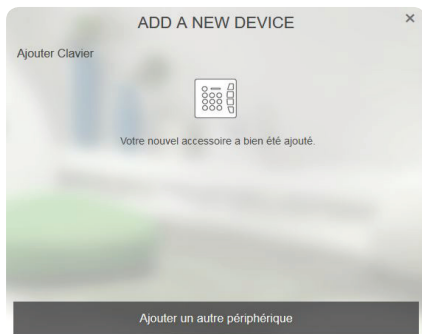 ADD A NEW DEVICE
×
Ajouter Clavier
Votre nouvel accessoire a bien été ajouté.
Ajouter un autre périphérique